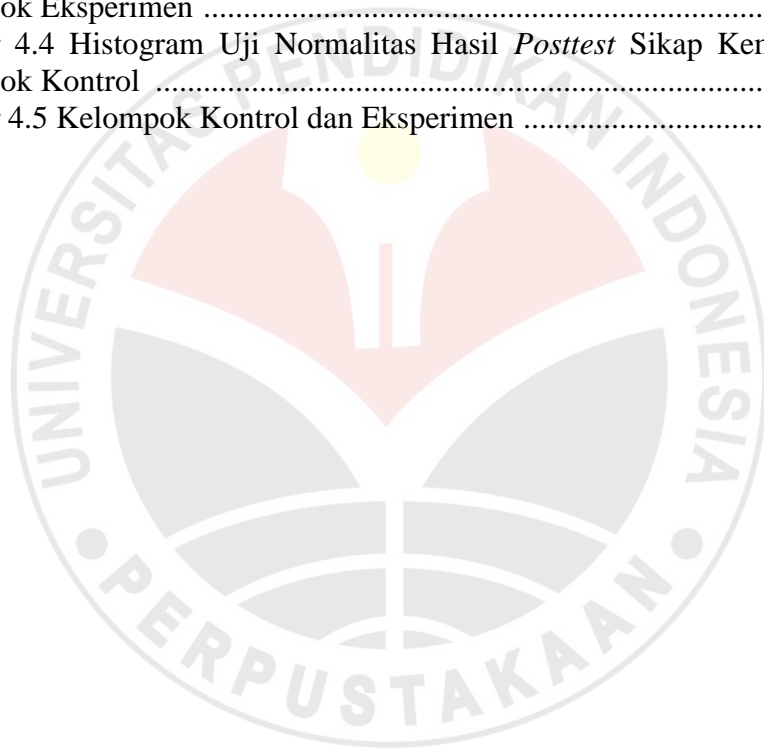 ok Eksperimen ......................................................................
4.4 Histogram Uji Normalitas Hasil Posttest Sikap Ken
ok Kontrol ............................................................................
4.5 Kelompok Kontrol dan Eksperimen ..............................
UNIVERSITAS PENDIDIKAN INDONESIA
PERPUSTAKAAN